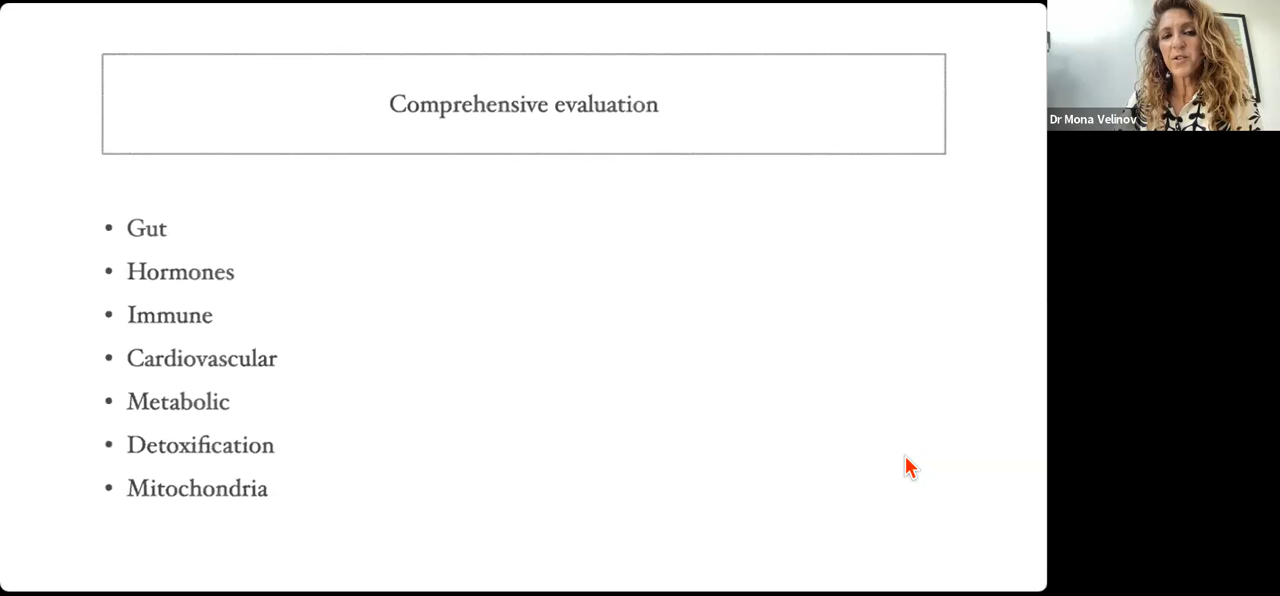 Comprehensive evaluation
• Gut
• Hormones
• Immune
• Cardiovascular
• Metabolic
• Detoxification
• Mitochondria
Dr Mona Velinov